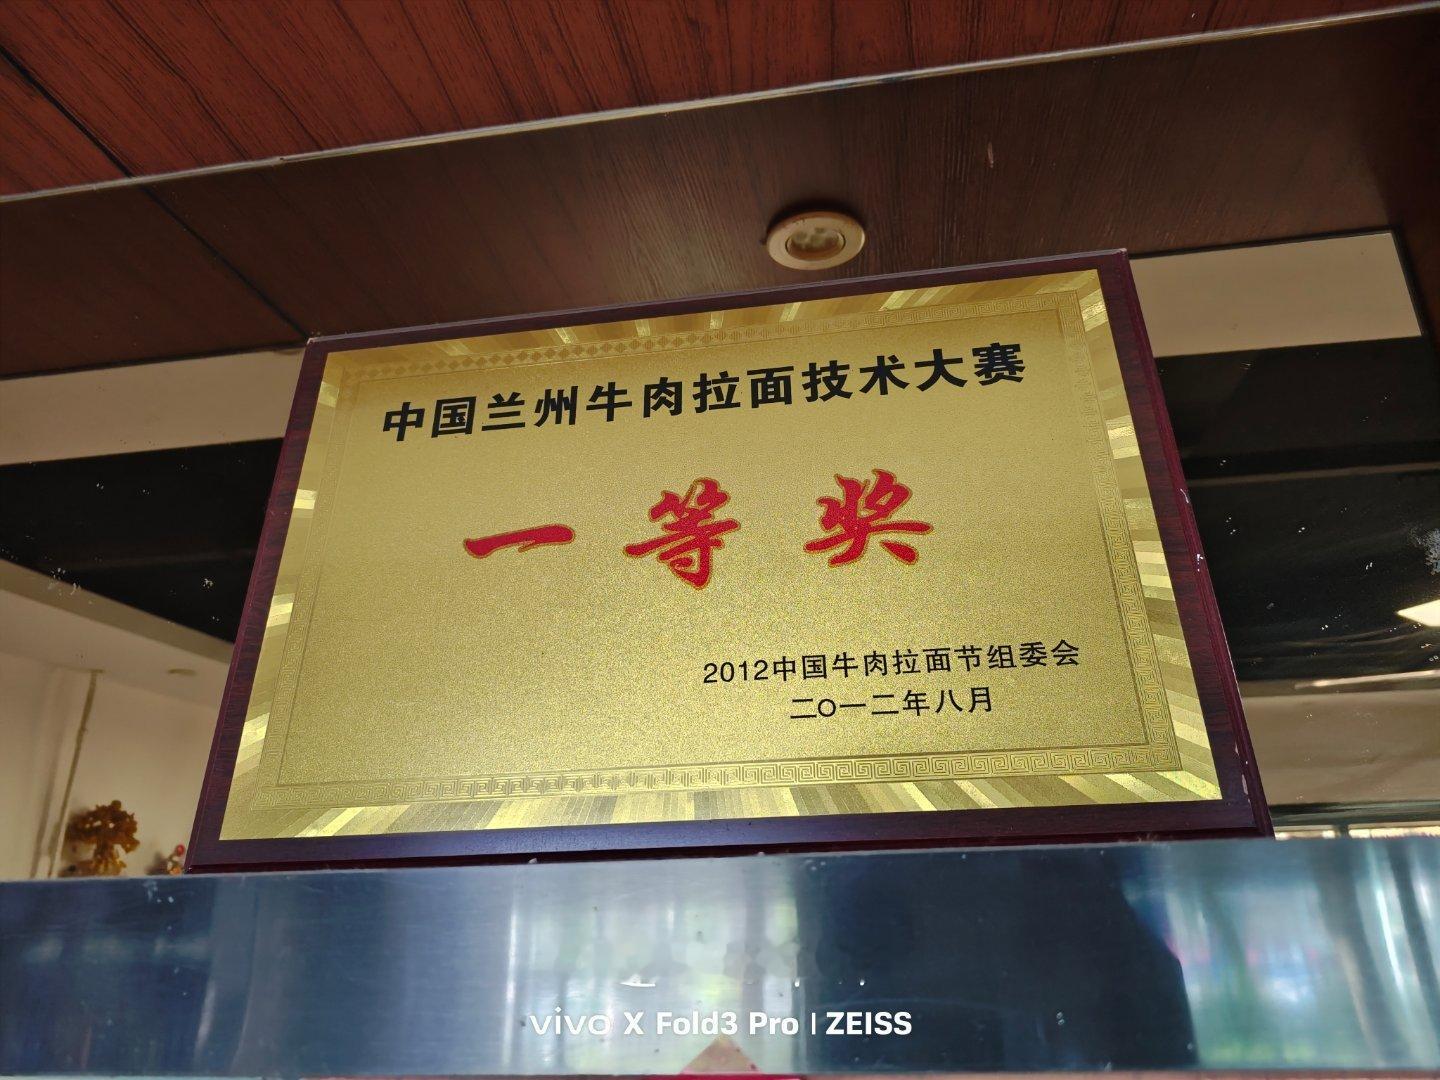 中国兰州牛肉拉面技术大赛
一等奖
2012中国牛肉拉面节组委会
二〇一二年八月
vivo X Fold3 Pro | ZEISS